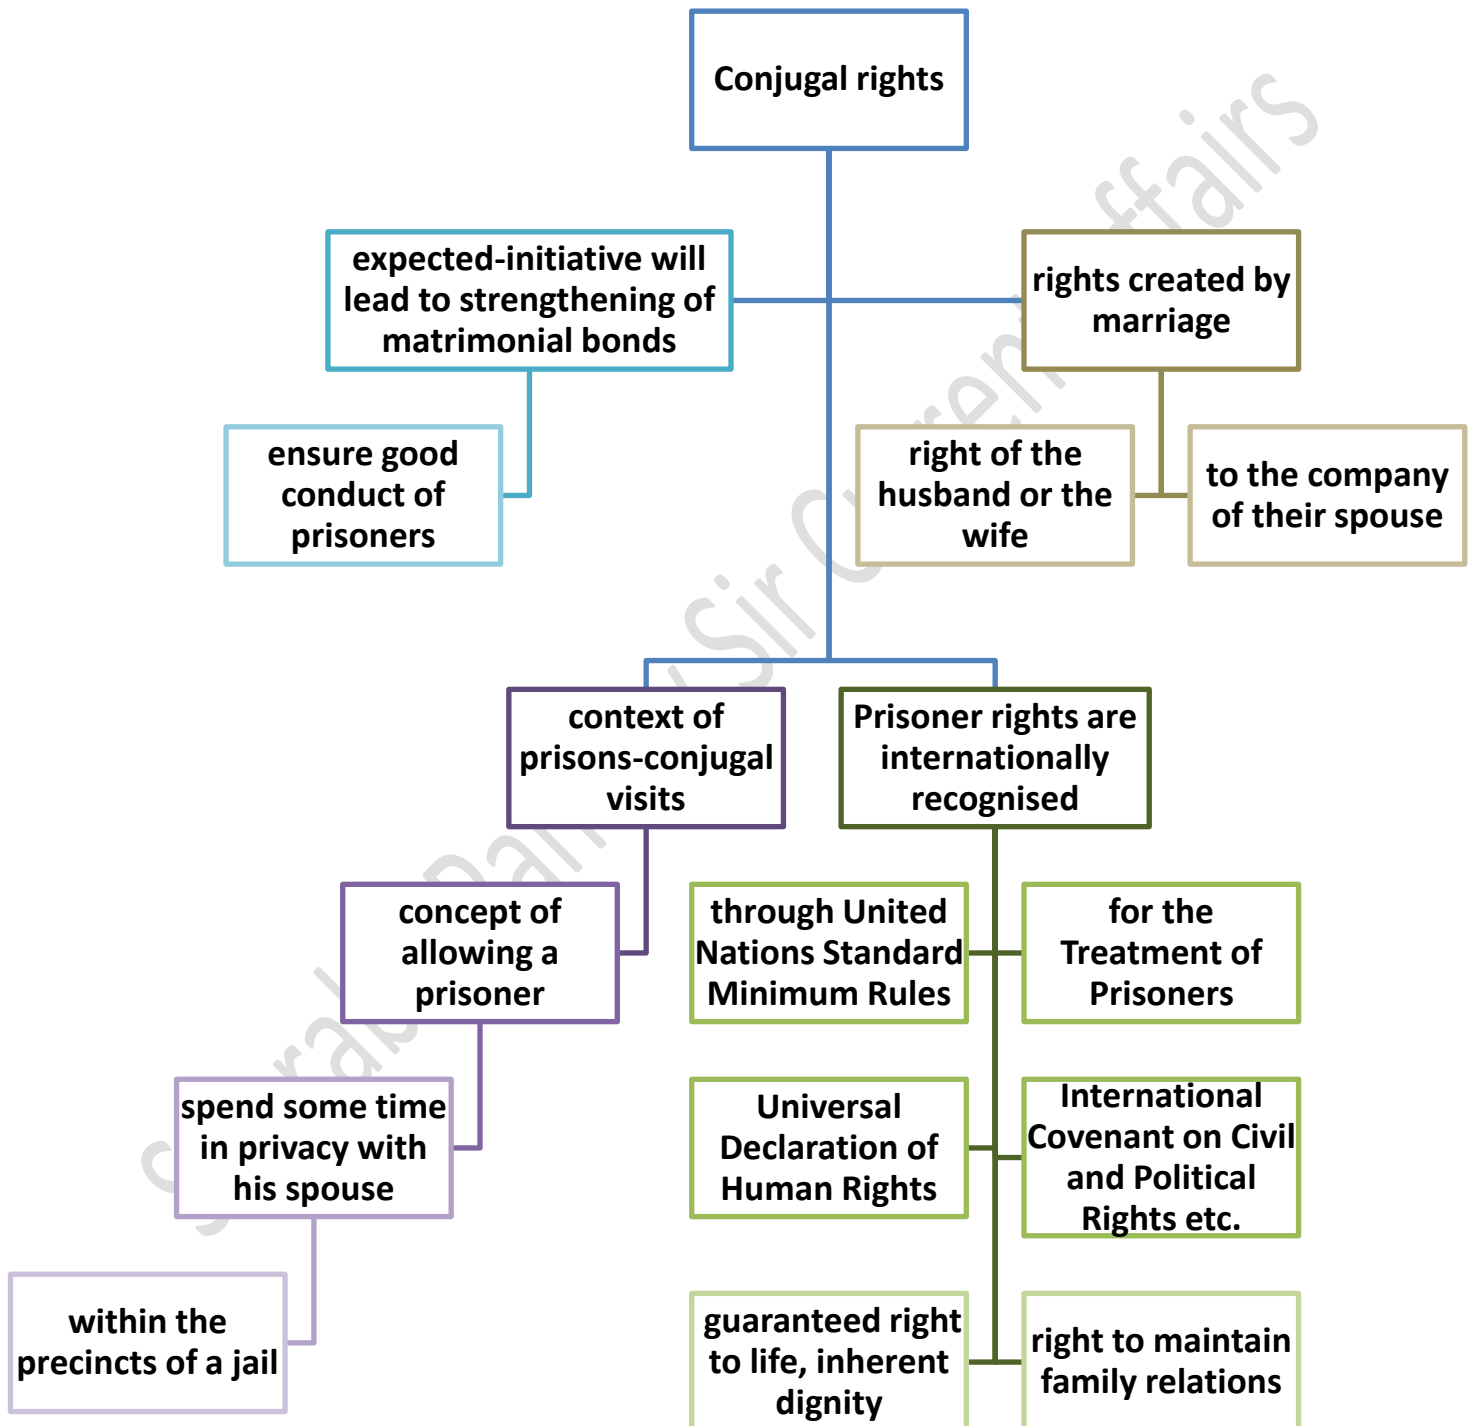 Conjugal rights
expected-initiative will
lead to strengthening of
matrimonial bonds
rights created by
marriage
ensure good
conduct of
prisoners
right of the
husband or the
wife
to the company
of their spouse
context of
prisons-conjugal
visits
Prisoner rights are
internationally
recognised
concept of
allowing a
prisoner
through United
Nations Standard
Minimum Rules
for the
Treatment of
Prisoners
spend some time
in privacy with
his spouse
Universal
Declaration of
Human Rights
International
Covenant on Civil
and Political
Rights etc.
within the
precincts of a jail
guaranteed right
to life, inherent
dignity
right to maintain
family relations
Sir